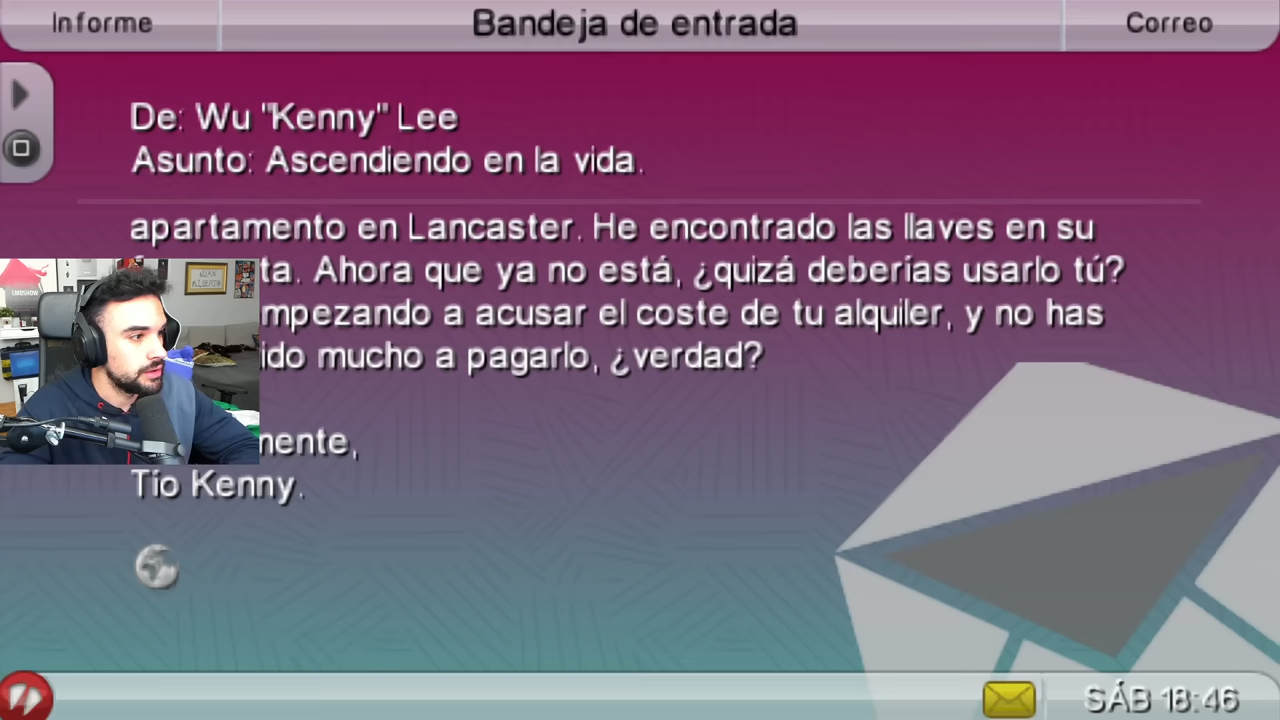 Informe
Bandeja de entrada
Correo
De: Wu "Kenny" Lee
Asunto: Ascendiendo en la vida.
apartamento en Lancaster. He encontrado las llaves en su
ta. Ahora que ya no está, ¿quizá deberías usarlo tú?
mpezando a acusar el coste de tu alquiler, y no has
ido mucho a pagarlo, ¿verdad?
mente,
Tío Kenny.
SÁB 18:46